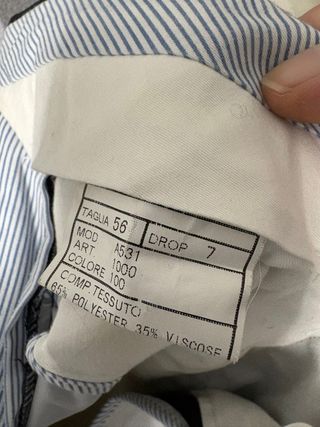 TAGLIA 56 DROP 7
MOD A531
ART. 1000
COLORE 100
COMP.TESSUTO
65% POLYESTER 35% VISCOSE